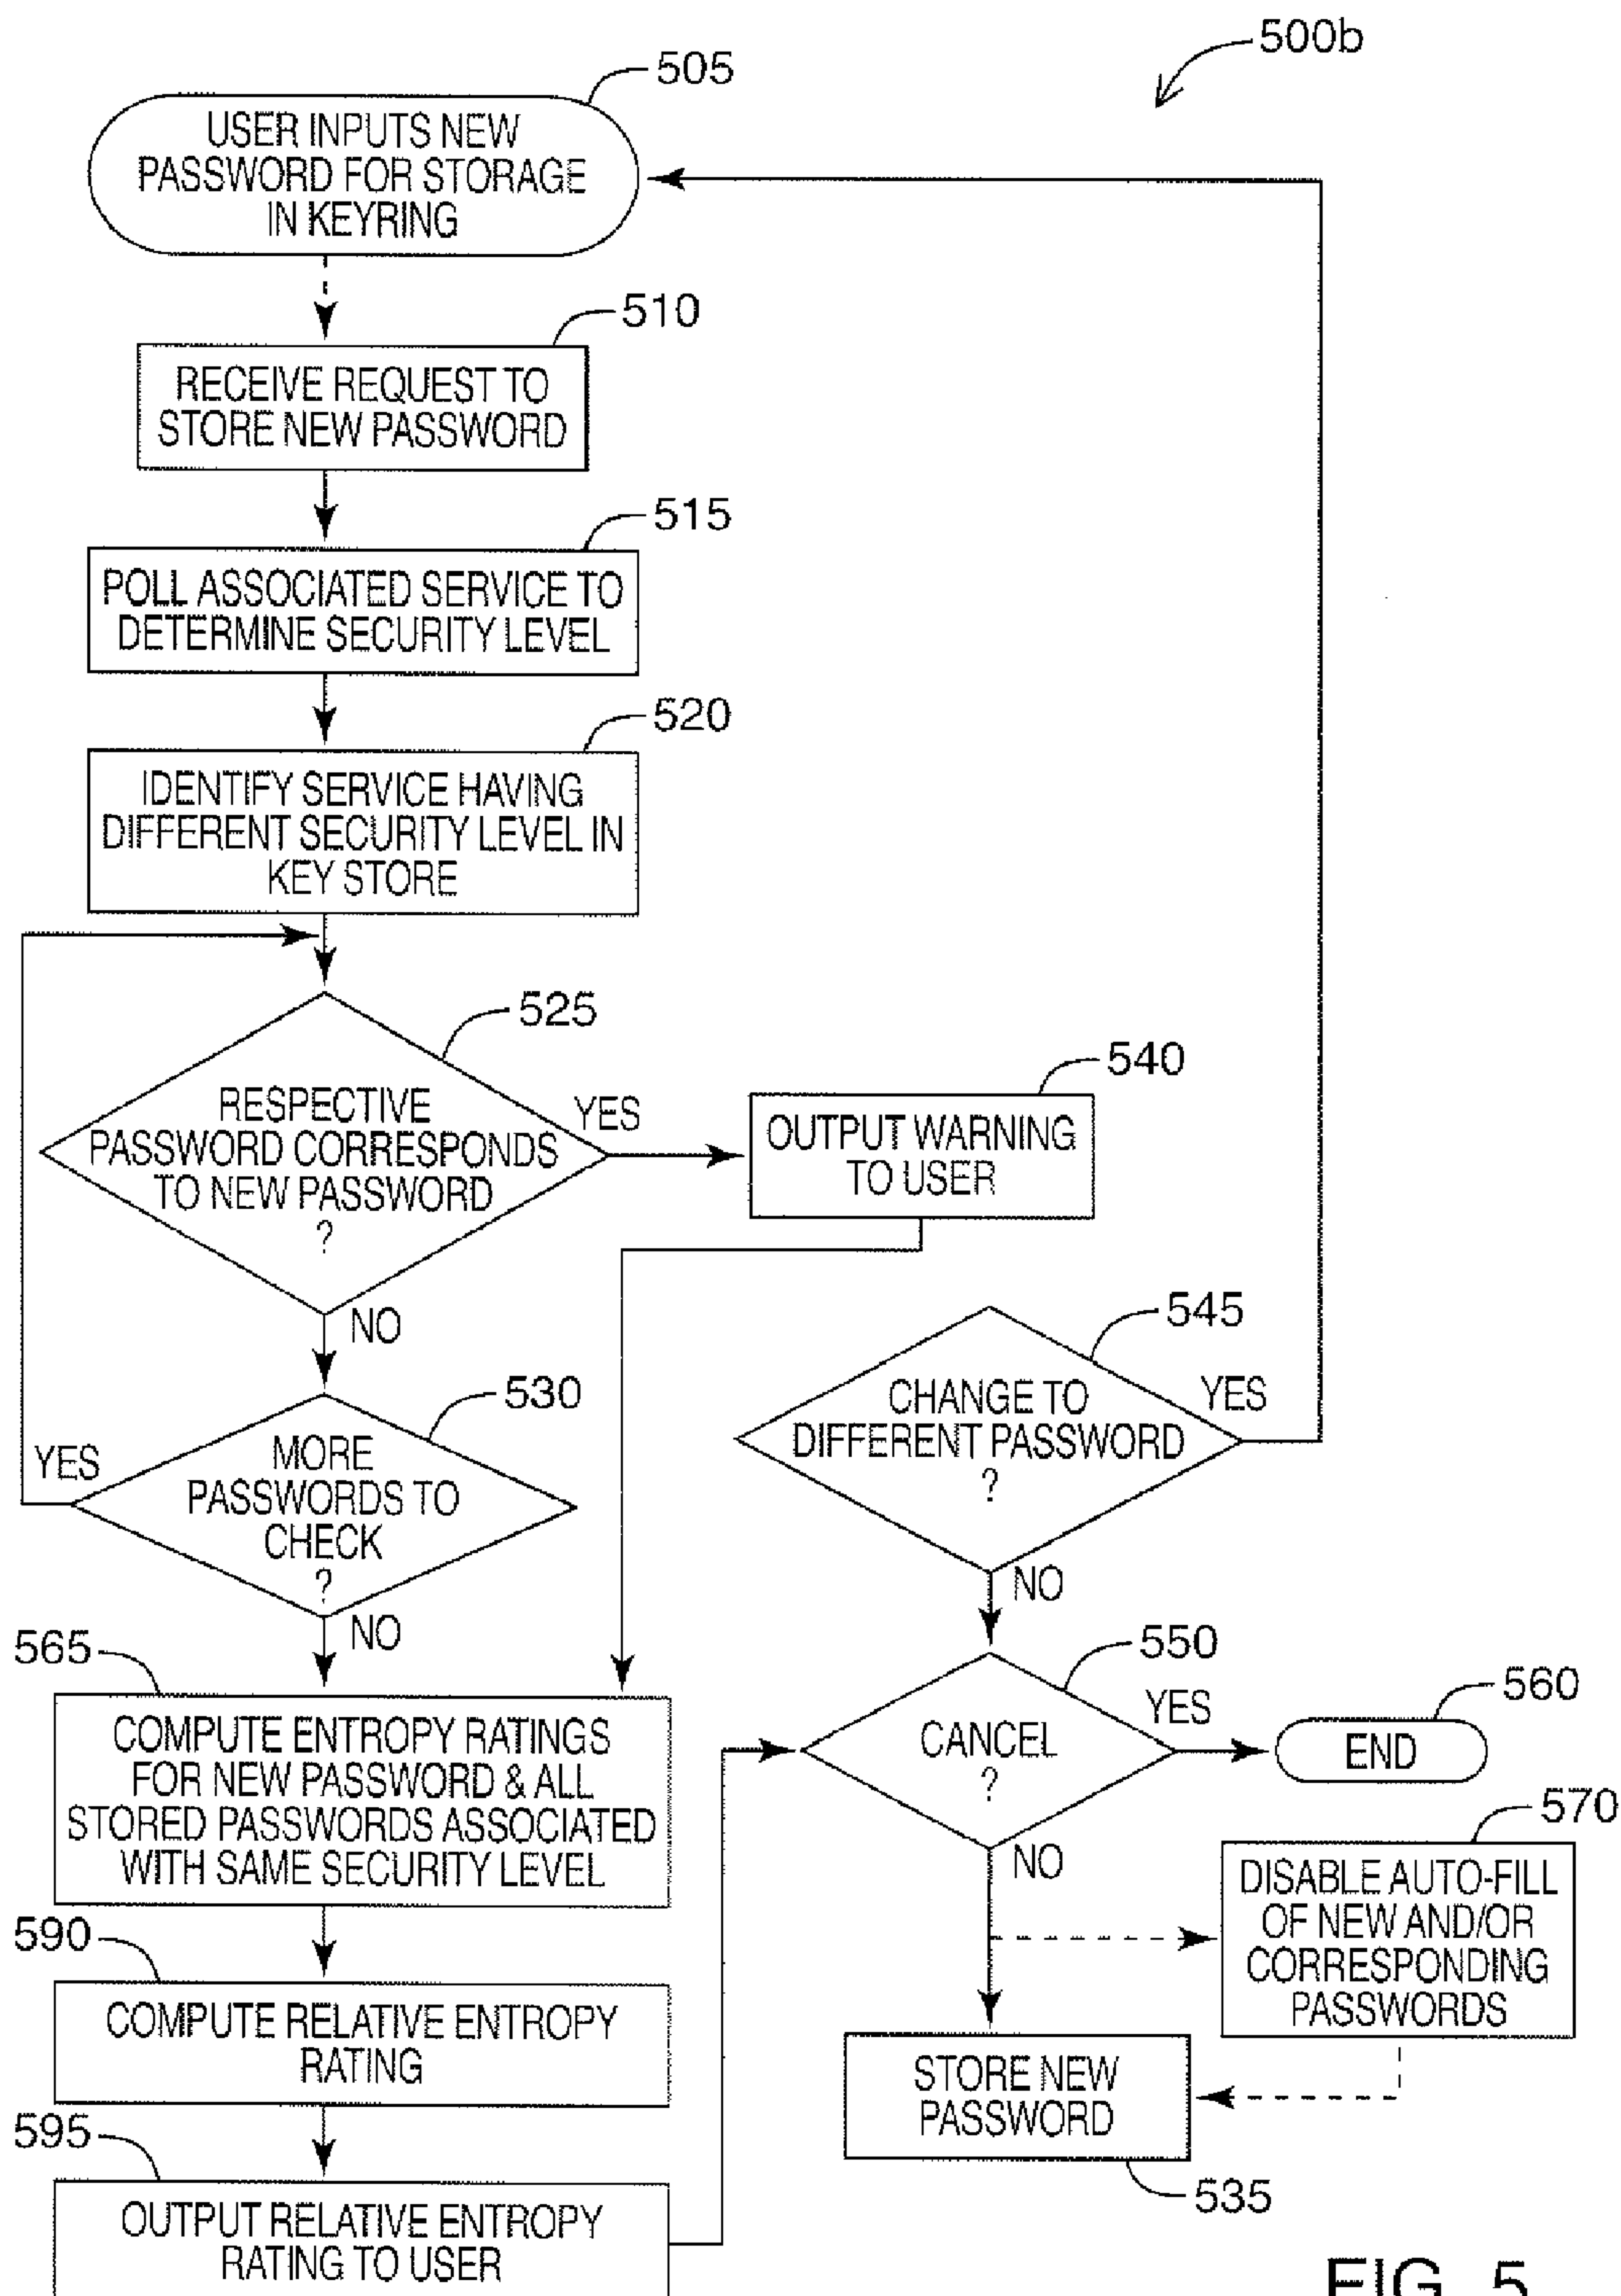 500b
505
USER INPUTS NEW
PASSWORD FOR STORAGE
IN KEYRING
510
RECEIVE REQUEST TO
STORE NEW PASSWORD
515
POLL ASSOCIATED SERVICE TO
DETERMINE SECURITY LEVEL
520
IDENTIFY SERVICE HAVING
DIFFERENT SECURITY LEVEL IN
KEY STORE
525
RESPECTIVE
PASSWORD CORRESPONDS
TO NEW PASSWORD
?
YES
NO
540
OUTPUT WARNING
TO USER
530
MORE
PASSWORDS TO
CHECK
?
YES
NO
545
CHANGE TO
DIFFERENT PASSWORD
?
YES
NO
565
COMPUTE ENTROPY RATINGS
FOR NEW PASSWORD & ALL
STORED PASSWORDS ASSOCIATED
WITH SAME SECURITY LEVEL
550
CANCEL
?
YES
NO
560
END
570
DISABLE AUTO-FILL
OF NEW AND/OR
CORRESPONDING
PASSWORDS
590
COMPUTE RELATIVE ENTROPY
RATING
STORE NEW
PASSWORD
535
595
OUTPUT RELATIVE ENTROPY
RATING TO USER
FIG. 5